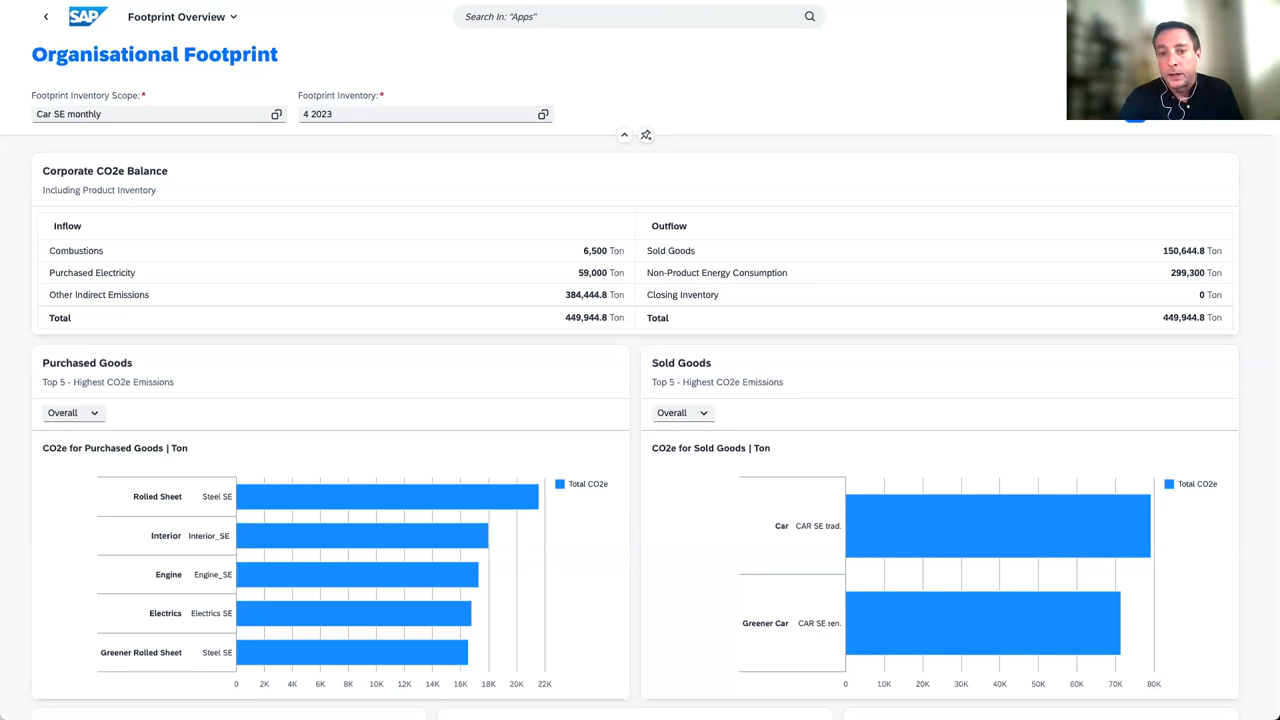 SAP
Footprint Overview
Search In: "Apps"
Organisational Footprint
Footprint Inventory Scope:*
Footprint Inventory:*
Car SE monthly
4 2023
Corporate CO2e Balance
Including Product Inventory
Inflow
Outflow
Combustions 6,500 Ton
Sold Goods 150,644.8 Ton
Purchased Electricity 59,000 Ton
Non-Product Energy Consumption 299,300 Ton
Other Indirect Emissions 384,444.8 Ton
Closing Inventory 0 Ton
Total 449,944.8 Ton
Total 449,944.8 Ton
Purchased Goods
Top 5 - Highest CO2e Emissions
Overall
CO2e for Purchased Goods | Ton
Total CO2e
Rolled Sheet Steel SE
Interior Interior_SE
Engine Engine_SE
Electrics Electrics SE
Greener Rolled Sheet Steel SE
0 2K 4K 6K 8K 10K 12K 14K 16K 18K 20K 22K
Sold Goods
Top 5 - Highest CO2e Emissions
Overall
CO2e for Sold Goods | Ton
Total CO2e
Car CAR SE trad.
Greener Car CAR SE ren.
0 10K 20K 30K 40K 50K 60K 70K 80K